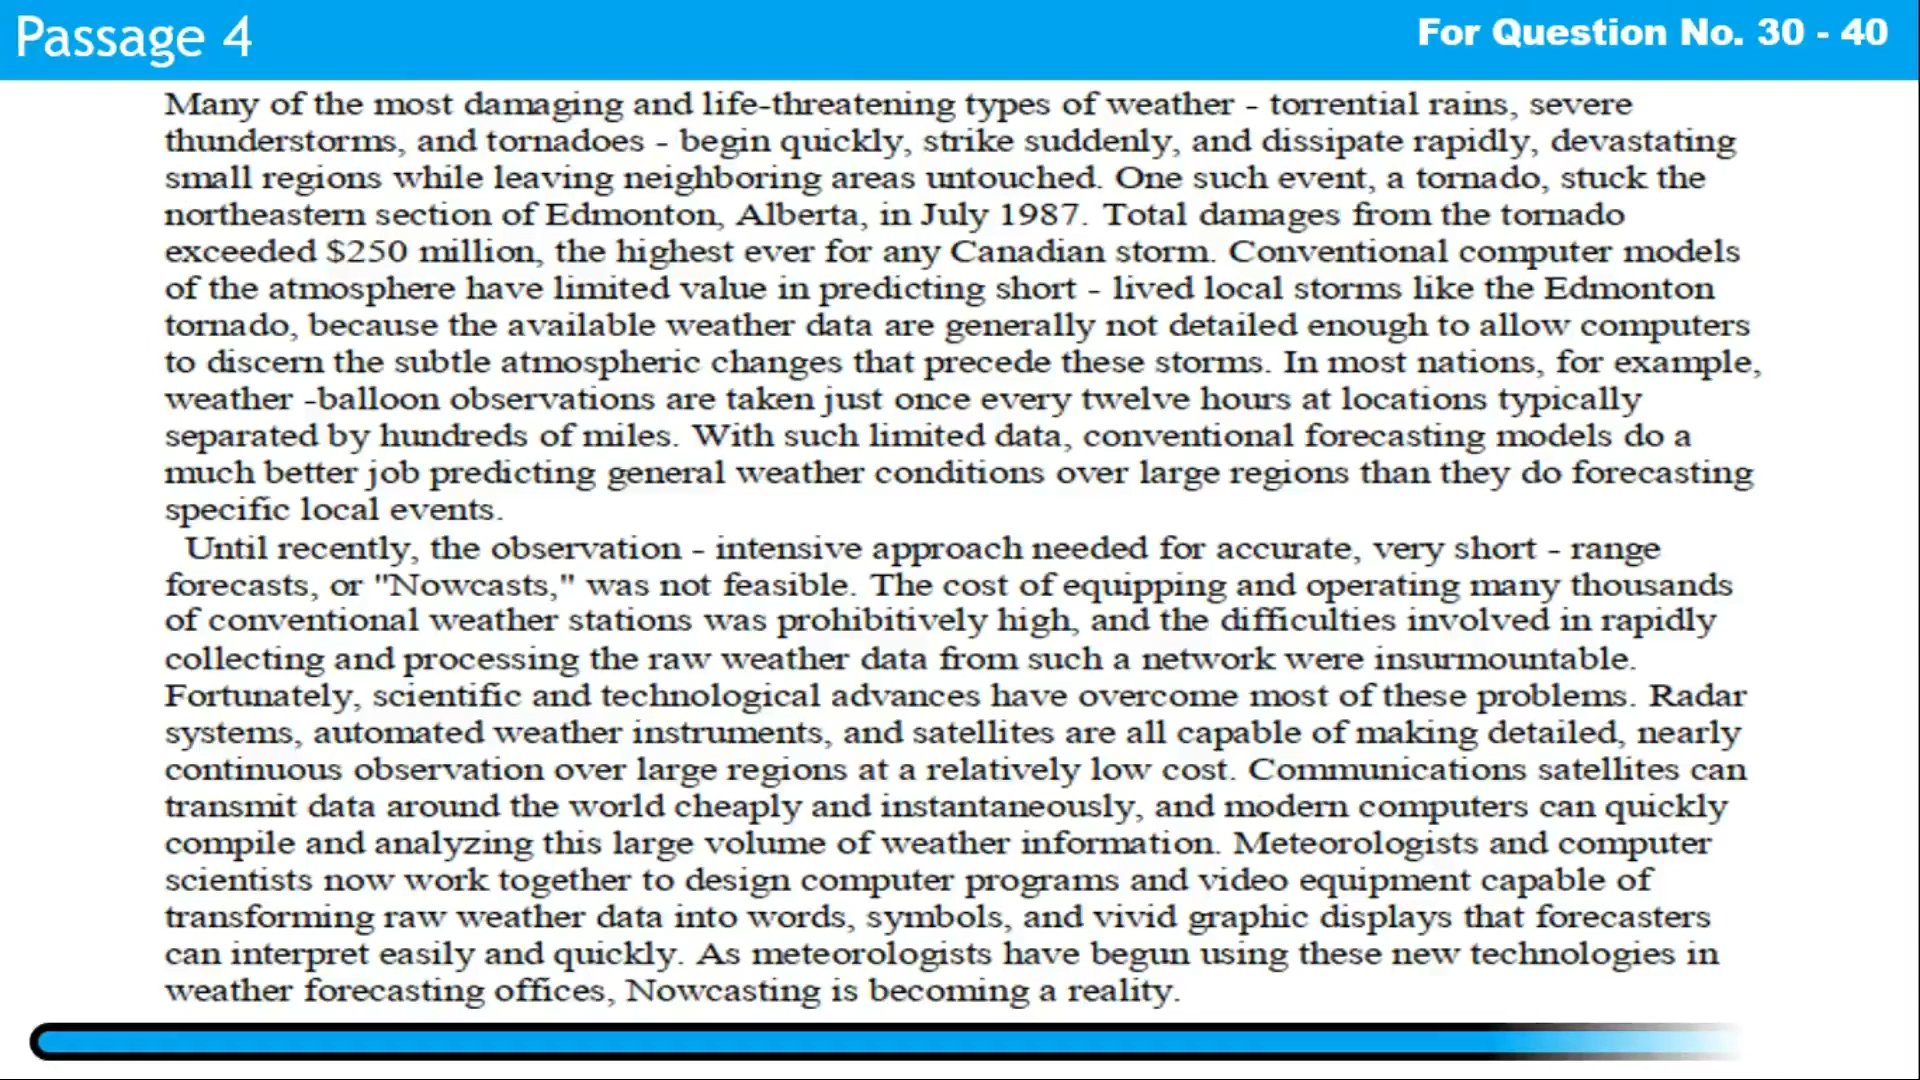 Passage 4
For Question No. 30 - 40
Many of the most damaging and life-threatening types of weather - torrential rains, severe
thunderstorms, and tornadoes - begin quickly, strike suddenly, and dissipate rapidly, devastating
small regions while leaving neighboring areas untouched. One such event, a tornado, stuck the
northeastern section of Edmonton, Alberta, in July 1987. Total damages from the tornado
exceeded $250 million, the highest ever for any Canadian storm. Conventional computer models
of the atmosphere have limited value in predicting short - lived local storms like the Edmonton
tornado, because the available weather data are generally not detailed enough to allow computers
to discern the subtle atmospheric changes that precede these storms. In most nations, for example,
weather -balloon observations are taken just once every twelve hours at locations typically
separated by hundreds of miles. With such limited data, conventional forecasting models do a
much better job predicting general weather conditions over large regions than they do forecasting
specific local events.
Until recently, the observation - intensive approach needed for accurate, very short - range
forecasts, or "Nowcasts," was not feasible. The cost of equipping and operating many thousands
of conventional weather stations was prohibitively high, and the difficulties involved in rapidly
collecting and processing the raw weather data from such a network were insurmountable.
Fortunately, scientific and technological advances have overcome most of these problems. Radar
systems, automated weather instruments, and satellites are all capable of making detailed, nearly
continuous observation over large regions at a relatively low cost. Communications satellites can
transmit data around the world cheaply and instantaneously, and modern computers can quickly
compile and analyzing this large volume of weather information. Meteorologists and computer
scientists now work together to design computer programs and video equipment capable of
transforming raw weather data into words, symbols, and vivid graphic displays that forecasters
can interpret easily and quickly. As meteorologists have begun using these new technologies in
weather forecasting offices, Nowcasting is becoming a reality.